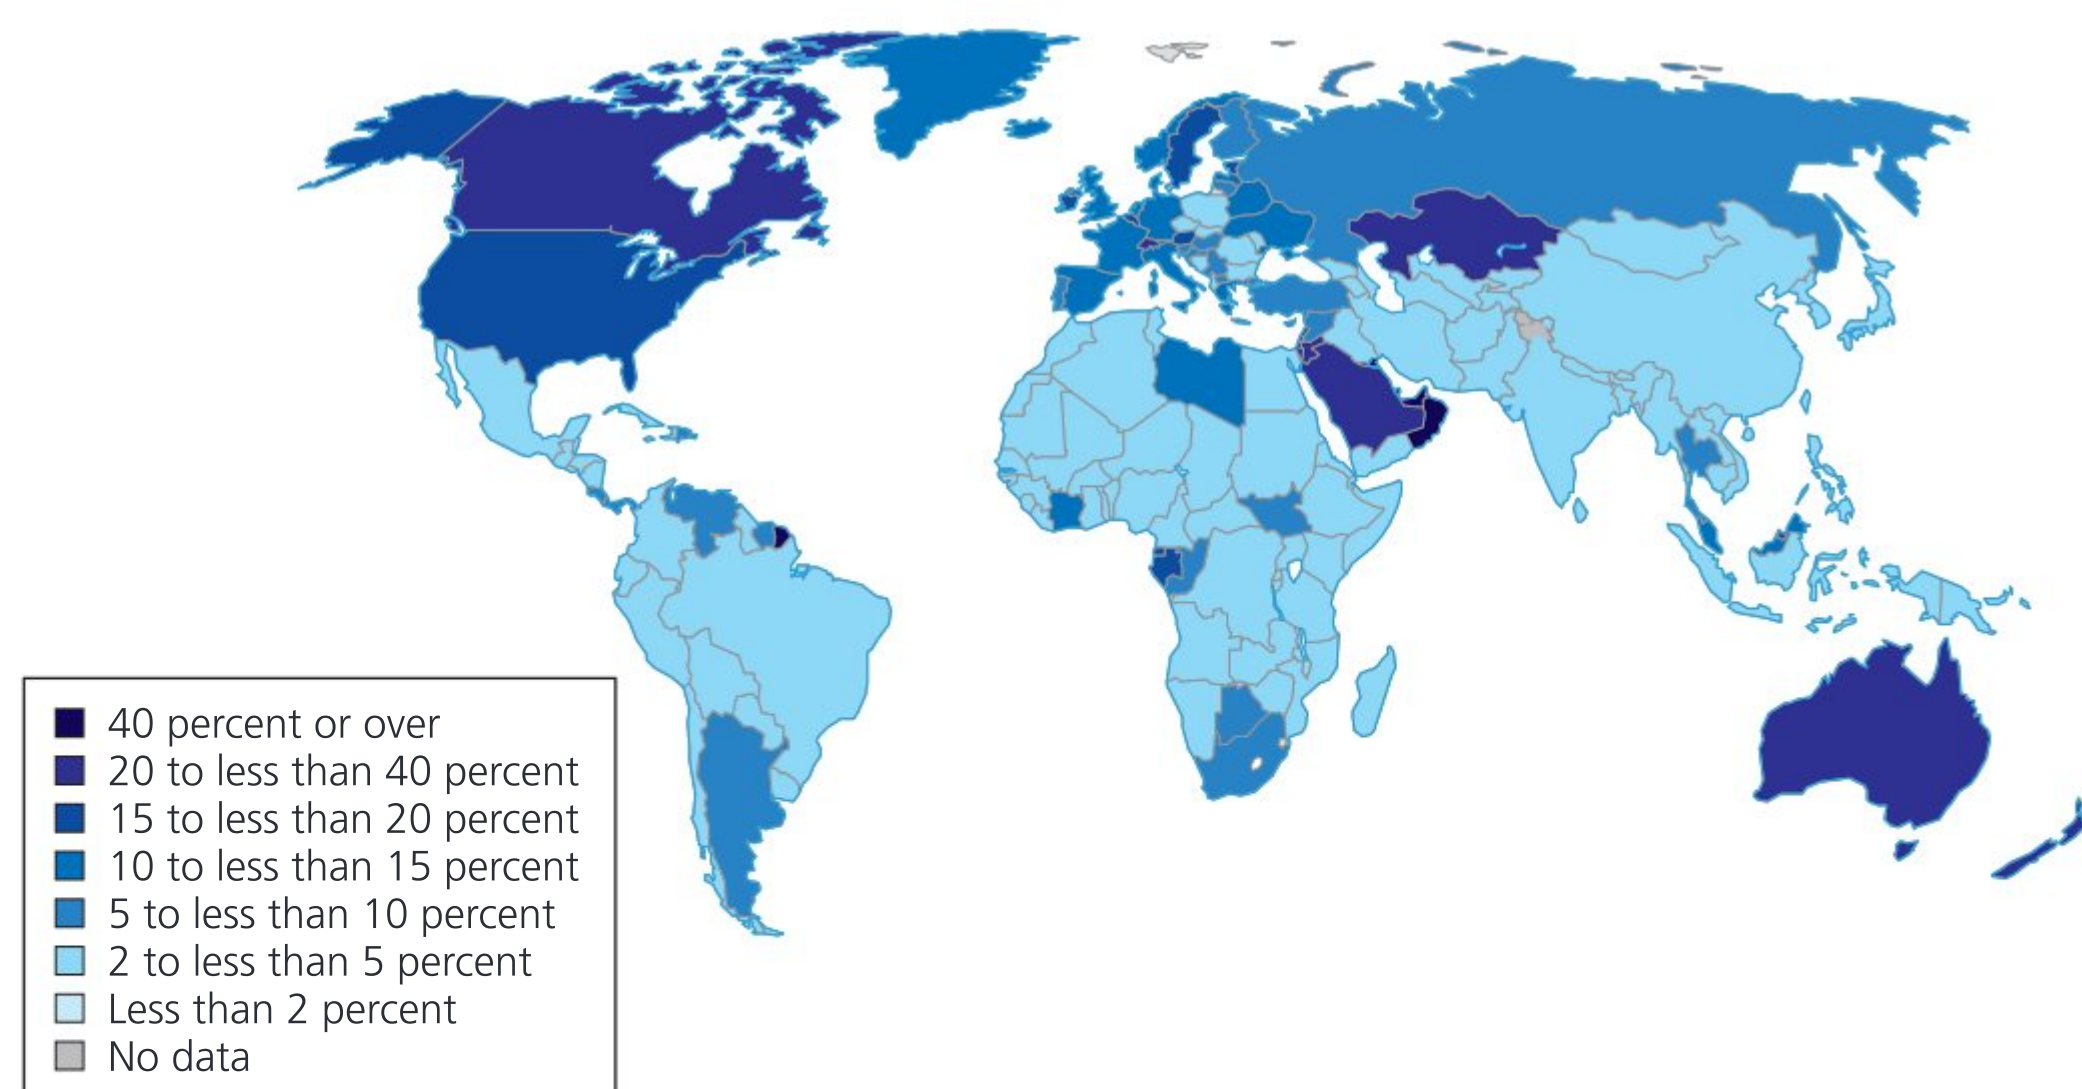 40 percent or over
20 to less than 40 percent
15 to less than 20 percent
10 to less than 15 percent
5 to less than 10 percent
2 to less than 5 percent
Less than 2 percent
No data